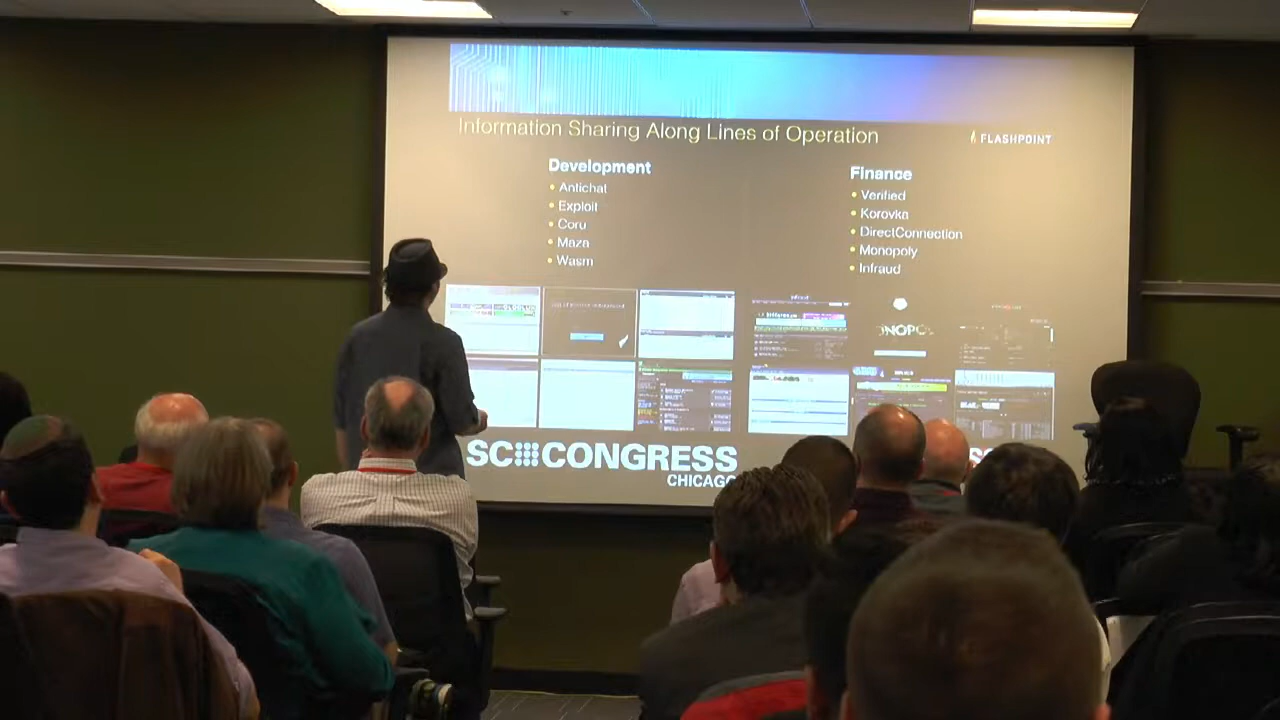 Information Sharing Along Lines of Operation
FLASHPOINT
Development
• Antichat
• Exploit
• Coru
• Maza
• Wasm
Finance
• Verified
• Korovka
• DirectConnection
• Monopoly
• Infraud
SC CONGRESS
CHICAGO